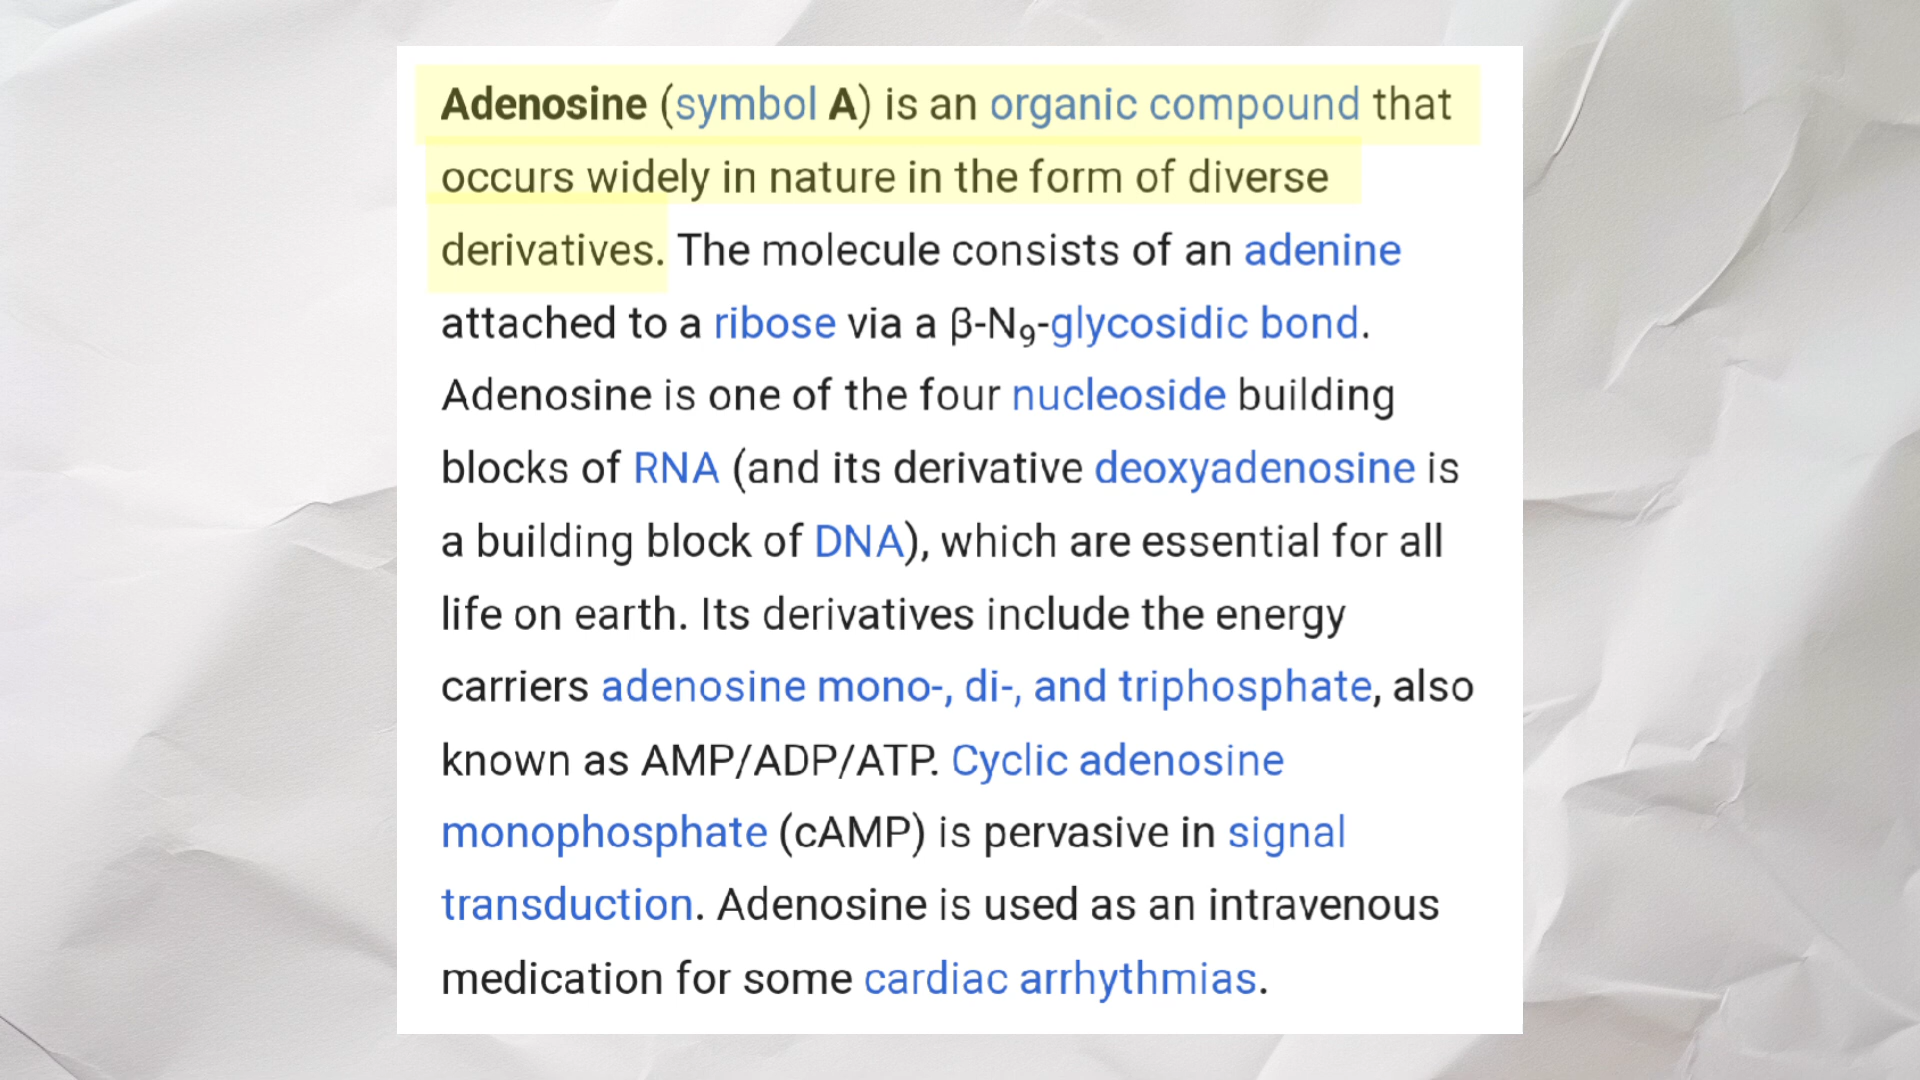 Adenosine (symbol A) is an organic compound that
occurs widely in nature in the form of diverse
derivatives. The molecule consists of an adenine
attached to a ribose via a β-N₉-glycosidic bond.
Adenosine is one of the four nucleoside building
blocks of RNA (and its derivative deoxyadenosine is
a building block of DNA), which are essential for all
life on earth. Its derivatives include the energy
carriers adenosine mono-, di-, and triphosphate, also
known as AMP/ADP/ATP. Cyclic adenosine
monophosphate (cAMP) is pervasive in signal
transduction. Adenosine is used as an intravenous
medication for some cardiac arrhythmias.